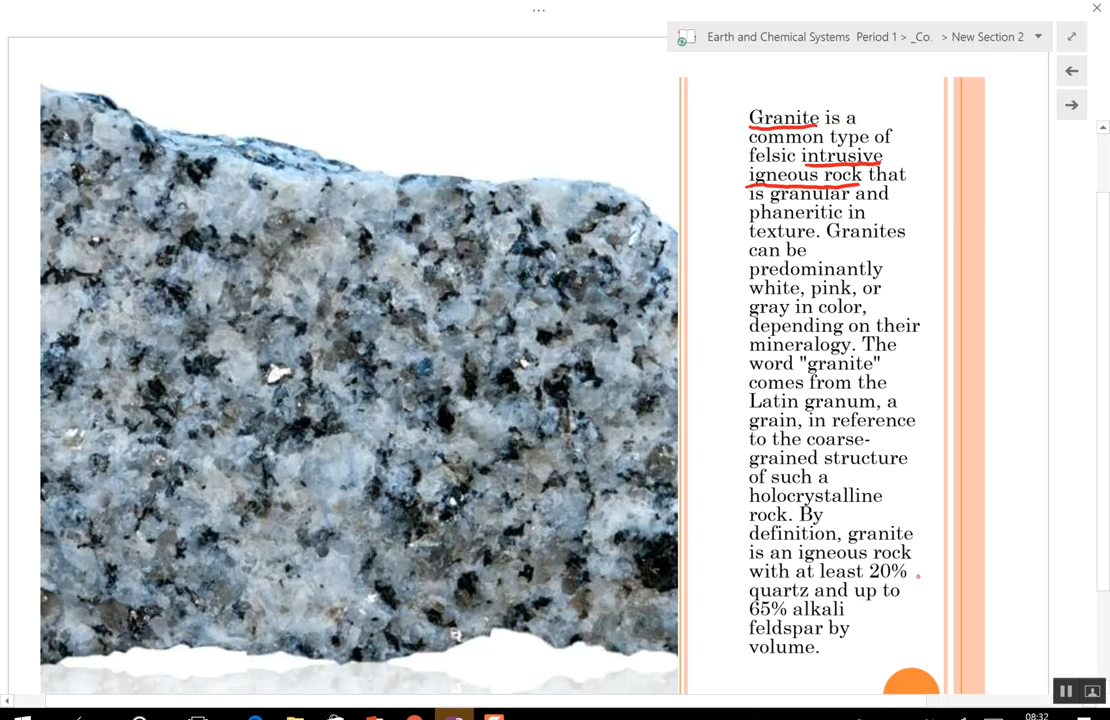 Earth and Chemical Systems Period 1 > _Co. > New Section 2
Granite is a
common type of
felsic intrusive
igneous rock that
is granular and
phaneritic in
texture. Granites
can be
predominantly
white, pink, or
gray in color,
depending on their
mineralogy. The
word "granite"
comes from the
Latin granum, a
grain, in reference
to the coarse-
grained structure
of such a
holocrystalline
rock. By
definition, granite
is an igneous rock
with at least 20%
quartz and up to
65% alkali
feldspar by
volume.
08:32